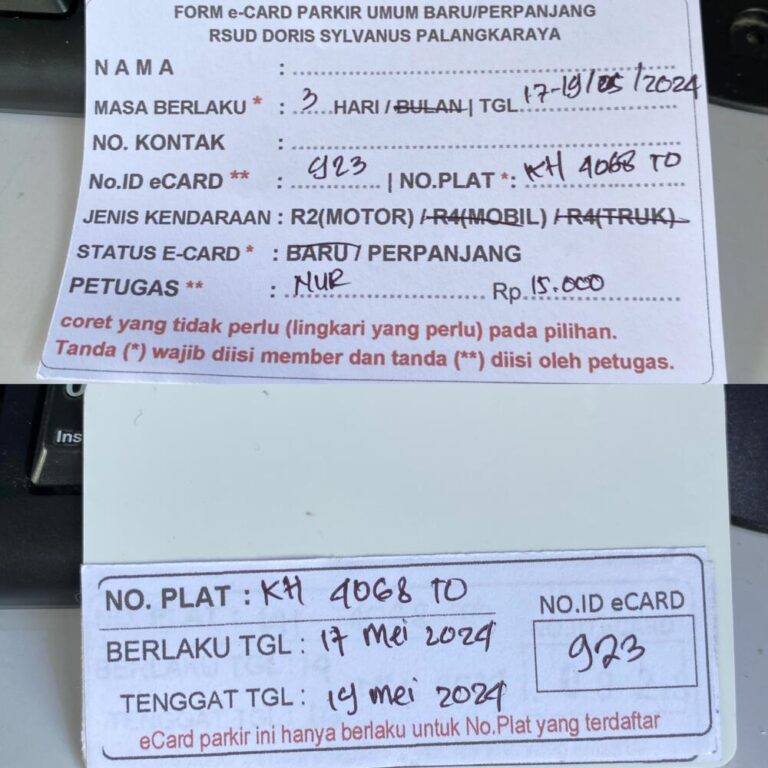 FORM e-CARD PARKIR UMUM BARU/PERPANJANG
RSUD DORIS SYLVANUS PALANGKARAYA
NAMA :
MASA BERLAKU * : 3 HARI / BULAN | TGL 17-19/05/2024
NO. KONTAK :
No.ID eCARD ** : 923 | NO.PLAT *: KH 4068 TO
JENIS KENDARAAN : R2(MOTOR) / R4(MOBIL) / R4(TRUK)
STATUS E-CARD * : BARU / PERPANJANG
PETUGAS ** : NUR Rp 15.000
coret yang tidak perlu (lingkari yang perlu) pada pilihan.
Tanda (*) wajib diisi member dan tanda (**) diisi oleh petugas.
Ins
NO. PLAT : KH 4068 TO
NO.ID eCARD
BERLAKU TGL : 17 Mei 2024
923
TENGGAT TGL : 19 Mei 2024
eCard parkir ini hanya berlaku untuk No.Plat yang terdaftar